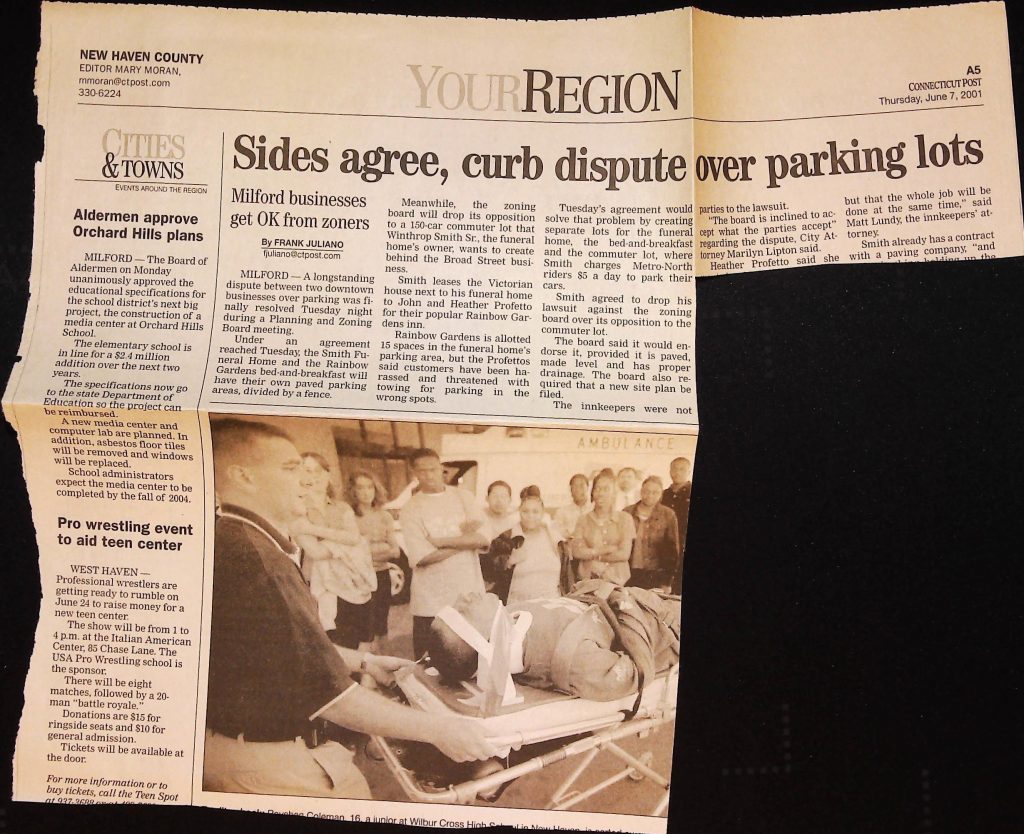 NEW HAVEN COUNTY
EDITOR MARY MORAN,
mmoran@ctpost.com
330-6224
YOUR REGION
A5
CONNECTICUT POST
Thursday, June 7, 2001
CITIES
& TOWNS
EVENTS AROUND THE REGION
Aldermen approve
Orchard Hills plans
MILFORD — The Board of
Aldermen on Monday
unanimously approved the
educational specifications for
the school district's next big
project, the construction of a
media center at Orchard Hills
School.
The elementary school is
in line for a $2.4 million
addition over the next two
years.
The specifications now go
to the state Department of
Education so the project can
be reimbursed.
A new media center and
computer lab are planned. In
addition, asbestos floor tiles
will be removed and windows
will be replaced.
School administrators
expect the media center to be
completed by the fall of 2004.
Pro wrestling event
to aid teen center
WEST HAVEN —
Professional wrestlers are
getting ready to rumble on
June 24 to raise money for a
new teen center.
The show will be from 1 to
4 p.m. at the Italian American
Center, 85 Chase Lane. The
USA Pro Wrestling school is
the sponsor.
There will be eight
matches, followed by a 20-
man "battle royale."
Donations are $15 for
ringside seats and $10 for
general admission.
Tickets will be available at
the door.
For more information or to
buy tickets, call the Teen Spot
at 937-3688 or at
Sides agree, curb dispute over parking lots
Milford businesses
get OK from zoners
By FRANK JULIANO
fjuliano@ctpost.com
MILFORD — A longstanding
dispute between two downtown
businesses over parking was fi-
nally resolved Tuesday night
during a Planning and Zoning
Board meeting.
Under an agreement
reached Tuesday, the Smith Fu-
neral Home and the Rainbow
Gardens bed-and-breakfast will
have their own paved parking
areas, divided by a fence.
Meanwhile, the zoning
board will drop its opposition
to a 150-car commuter lot that
Winthrop Smith Sr., the funeral
home's owner, wants to create
behind the Broad Street busi-
ness.
Smith leases the Victorian
house next to his funeral home
to John and Heather Profetto
for their popular Rainbow Gar-
dens inn.
Rainbow Gardens is allotted
15 spaces in the funeral home's
parking area, but the Profettos
said customers have been ha-
rassed and threatened with
towing for parking in the
wrong spots.
Tuesday's agreement would
solve that problem by creating
separate lots for the funeral
home, the bed-and-breakfast
and the commuter lot, where
Smith charges Metro-North
riders $5 a day to park their
cars.
Smith agreed to drop his
lawsuit against the zoning
board over its opposition to the
commuter lot.
The board said it would en-
dorse it, provided it is paved,
made level and has proper
drainage. The board also re-
quired that a new site plan be
filed.
The innkeepers were not
parties to the lawsuit.
"The board is inclined to ac-
cept what the parties accept"
regarding the dispute, City At-
torney Marilyn Lipton said.
Heather Profetto said she
but that the whole job will be
done at the same time," said
Matt Lundy, the innkeepers' at-
torney.
Smith already has a contract
with a paving company, "and
holding up the
AMBULANCE
Coleman, 16, a junior at Wilbur Cross High School in New Haven, is